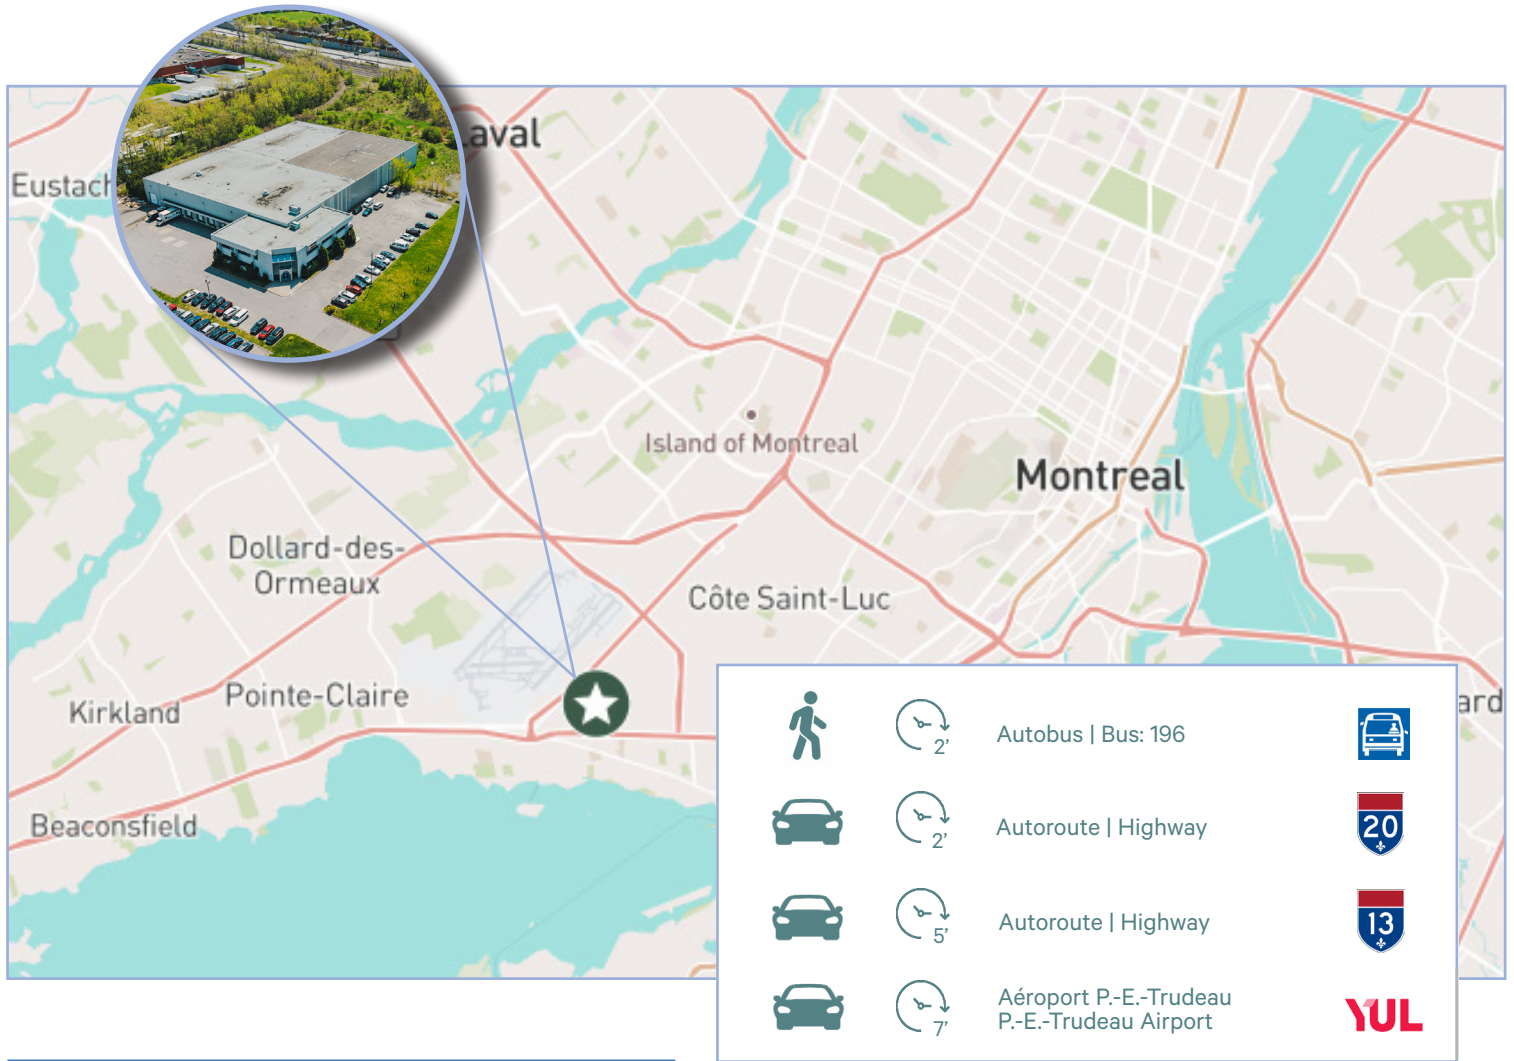 Laval
Eustach
Island of Montreal
Montreal
Dollard-des-
Ormeaux
Côte Saint-Luc
Pointe-Claire
Kirkland
ard
Beaconsfield
2’
Autobus | Bus: 196
2’
Autoroute | Highway
20
5’
Autoroute | Highway
13
7’
Aéroport P.-E.-Trudeau
P.-E.-Trudeau Airport
YUL